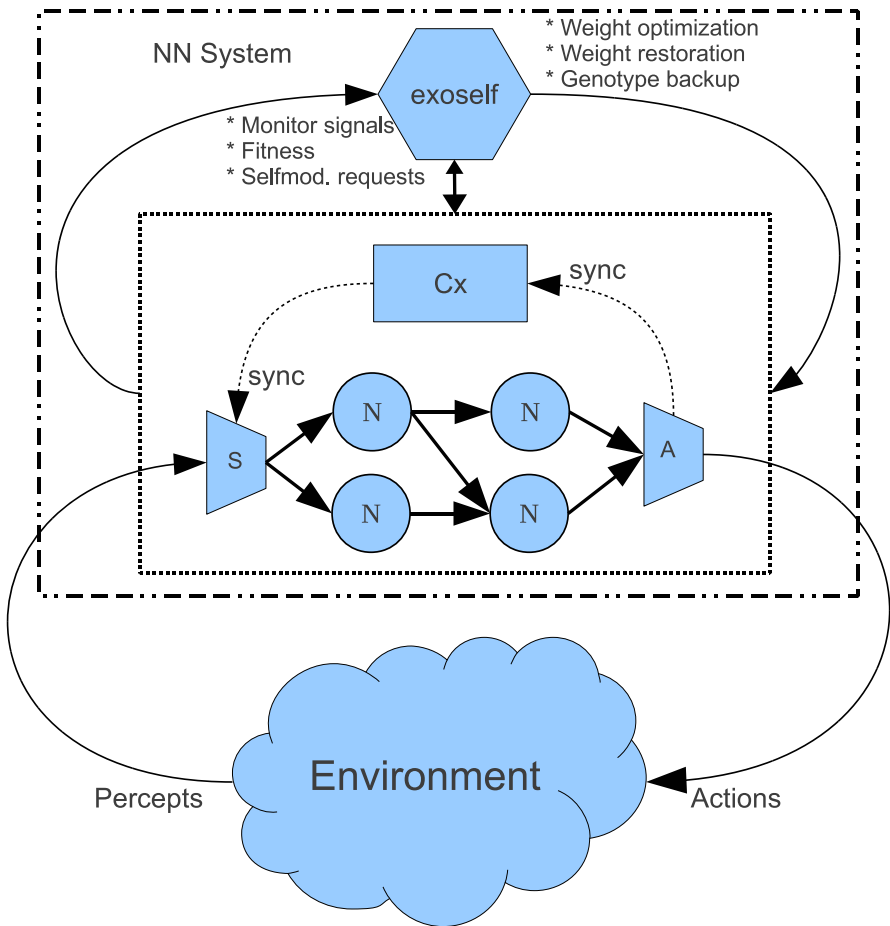 NN System
* Weight optimization
* Weight restoration
* Genotype backup
exoself
* Monitor signals
* Fitness
* Selfmod. requests
Cx
sync
sync
N
N
S
A
N
N
Environment
Percepts
Actions